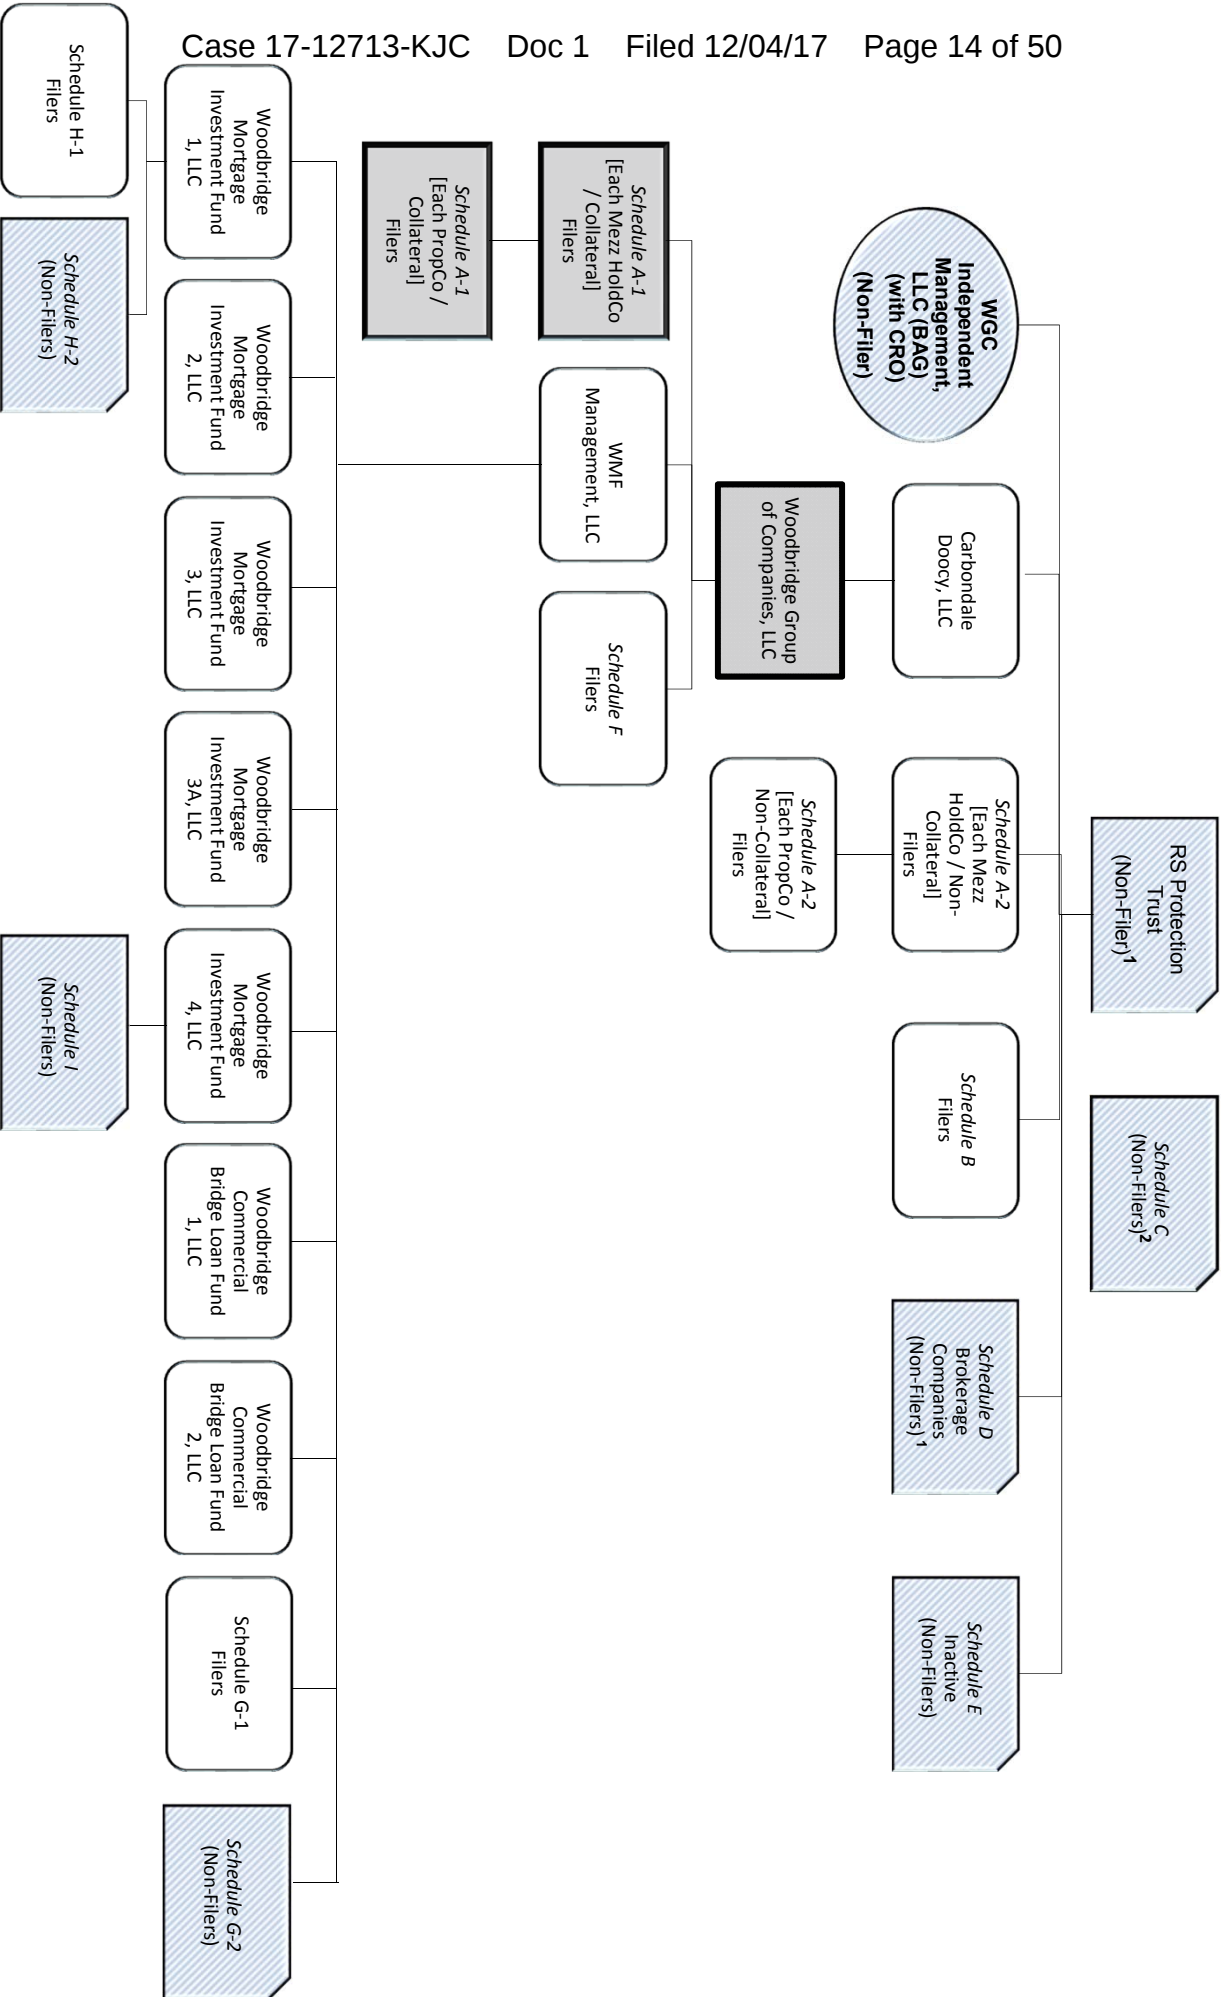 Case 17-12713-KJC Doc 1 Filed 12/04/17 Page 14 of 50
RS Protection
Trust
(Non-Filer)1
Schedule C
(Non-Filers)2
WGC
Independent
Management,
LLC (BAG)
(with CRO)
(Non-Filer)
Carbondale
Doocy, LLC
Schedule A-2
[Each Mezz
HoldCo / Non-
Collateral]
Filers
Schedule B
Filers
Schedule D
Brokerage
Companies
(Non-Filers) 1
Schedule E
Inactive
(Non-Filers)
Woodbridge Group
of Companies, LLC
Schedule A-2
[Each PropCo /
Non-Collateral]
Filers
Schedule A-1
[Each Mezz HoldCo
/ Collateral]
Filers
WMF
Management, LLC
Schedule F
Filers
Schedule A-1
[Each PropCo /
Collateral]
Filers
Woodbridge
Mortgage
Investment Fund
1, LLC
Woodbridge
Mortgage
Investment Fund
2, LLC
Woodbridge
Mortgage
Investment Fund
3, LLC
Woodbridge
Mortgage
Investment Fund
3A, LLC
Woodbridge
Mortgage
Investment Fund
4, LLC
Woodbridge
Commercial
Bridge Loan Fund
1, LLC
Woodbridge
Commercial
Bridge Loan Fund
2, LLC
Schedule G-1
Filers
Schedule G-2
(Non-Filers)
Schedule H-1
Filers
Schedule H-2
(Non-Filers)
Schedule I
(Non-Filers)